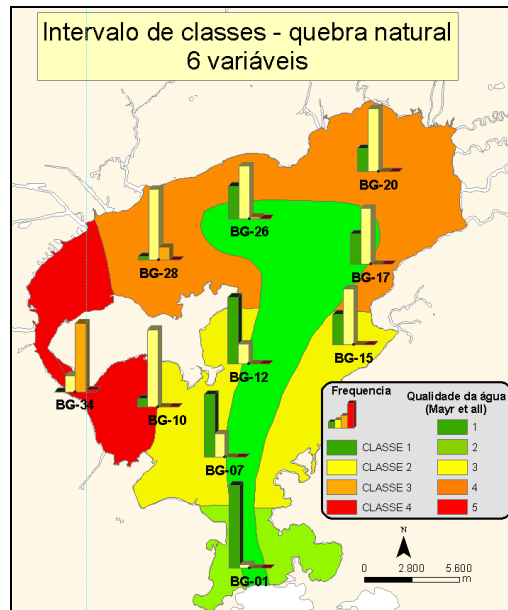 Intervalo de classes - quebra natural
6 variáveis
BG-20
BG-26
BG-17
BG-28
BG-15
BG-12
BG-34
BG-10
BG-07
BG-01
Frequencia
Qualidade da água
(Mayr et all)
CLASSE 1
CLASSE 2
CLASSE 3
CLASSE 4
1
2
3
4
5
N
0 2.800 5.600
m